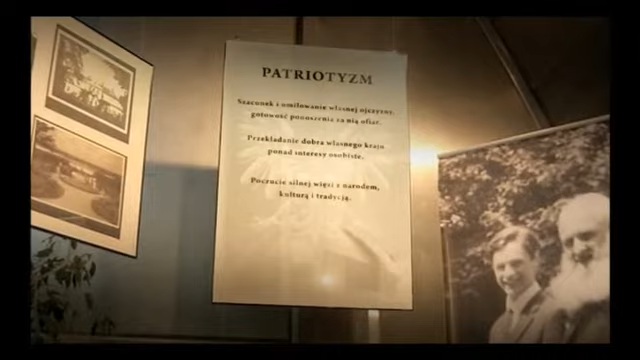 PATRIOTYZM
Szacunek i umiłowanie własnej ojczyzny,
gotowość ponoszenia za nią ofiar.
Przekładanie dobra własnego kraju
ponad interesy osobiste.
Poczucie silnej więzi z narodem,
kulturą i tradycją.